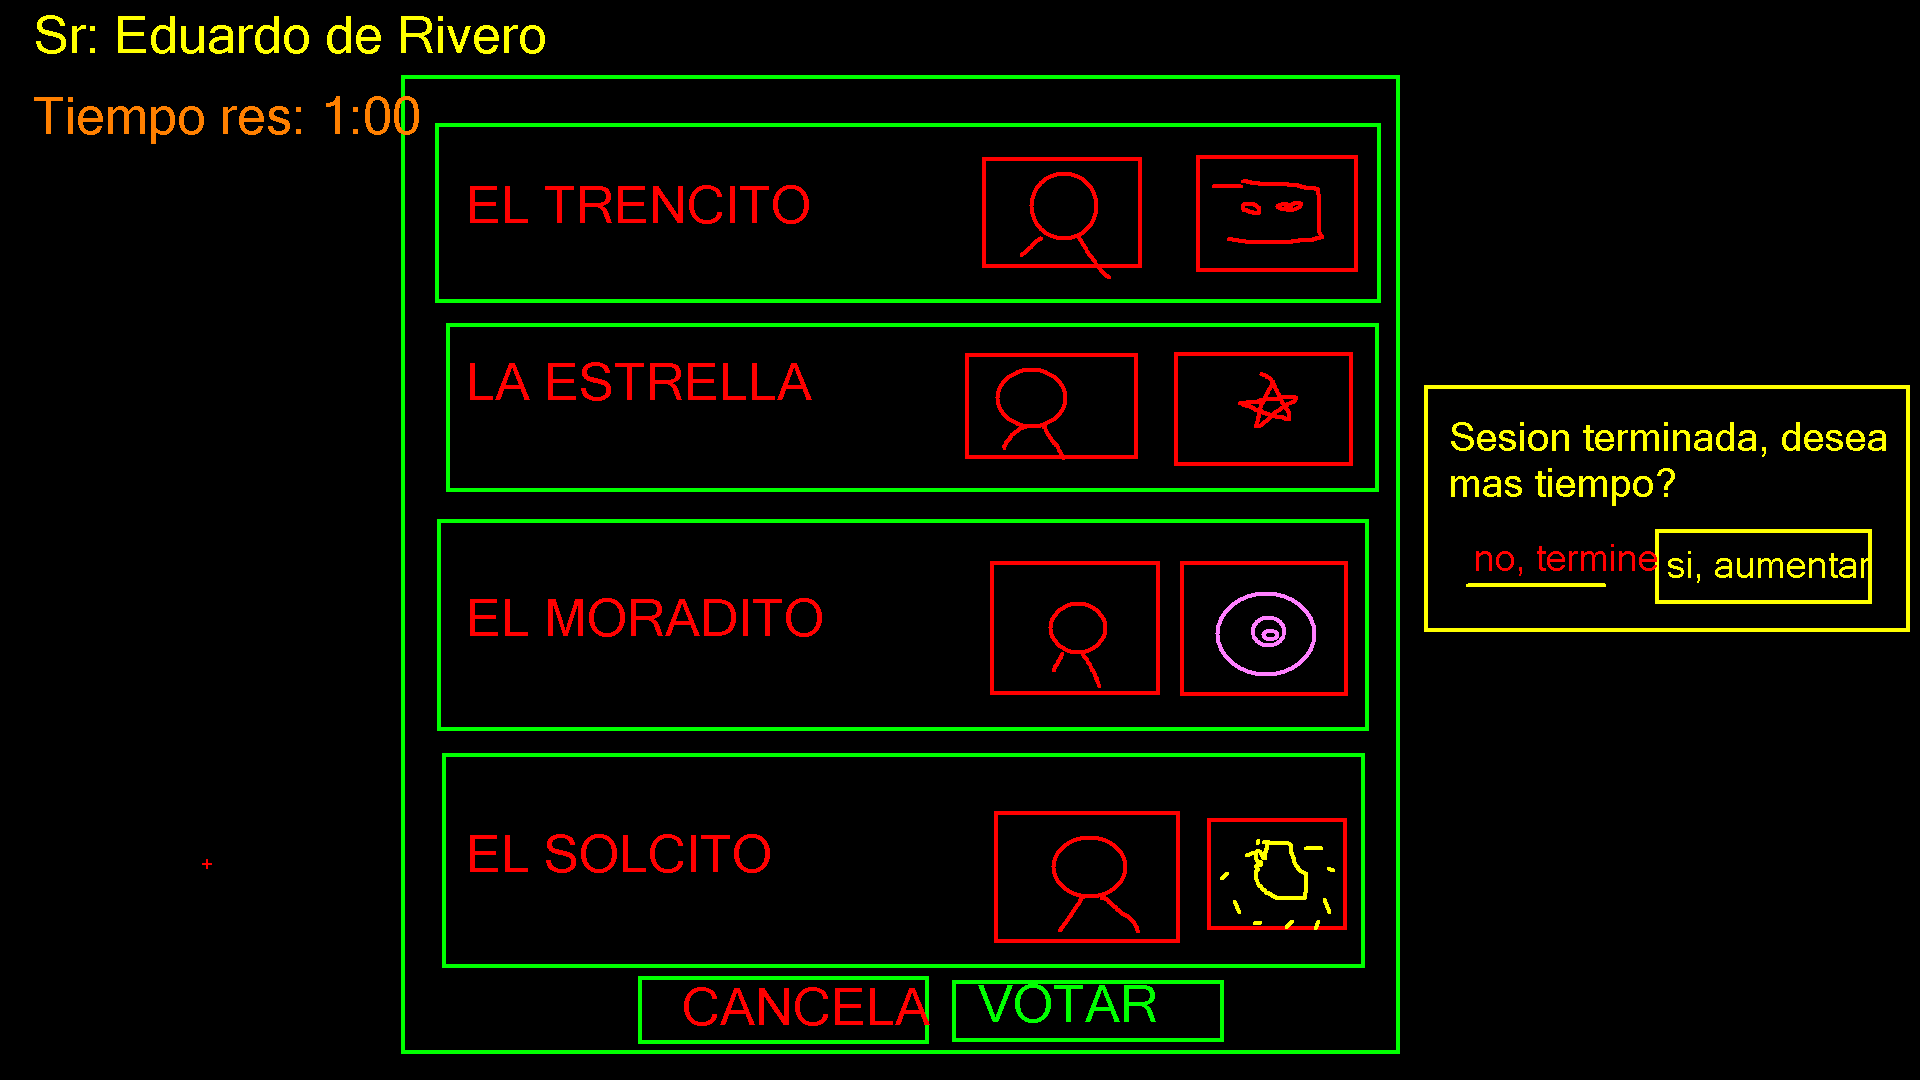 Sr: Eduardo de Rivero
Tiempo res: 1:00
EL TRENCITO
LA ESTRELLA
EL MORADITO
EL SOLCITO
CANCELA
VOTAR
Sesion terminada, desea
mas tiempo?
no, termine
si, aumentar